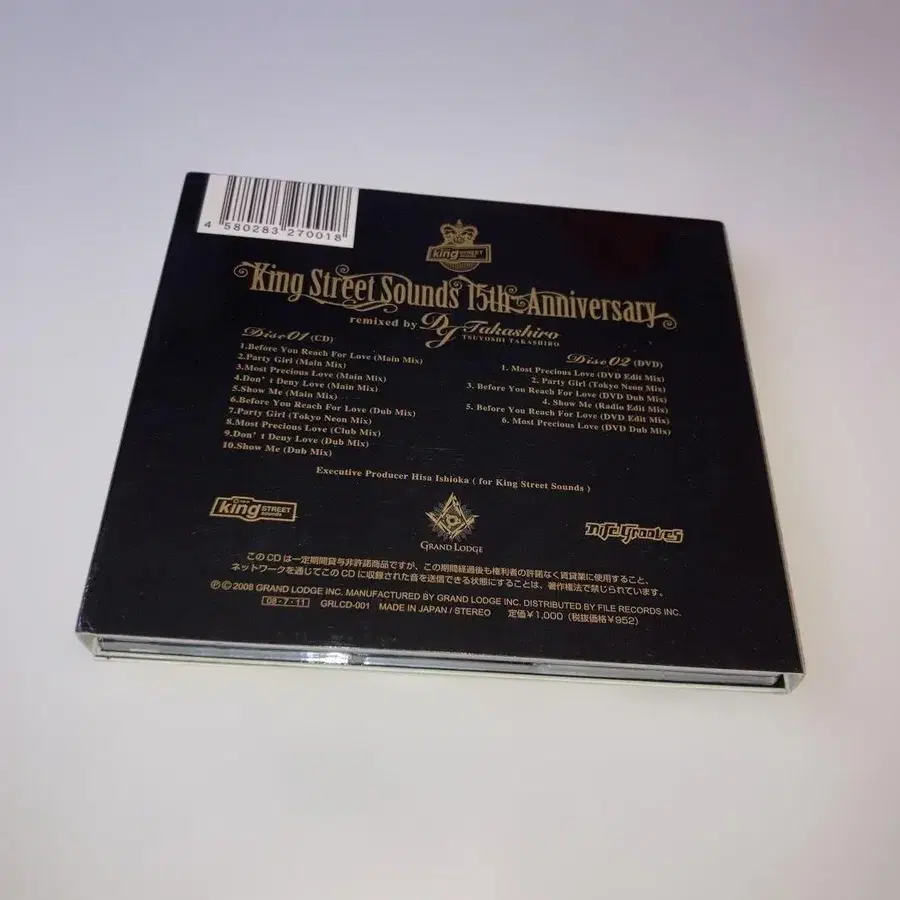 4 580283 270018
15
king STREET sounds
King Street Sounds 15th Anniversary
remixed by DJ Takashiro
TSUYOSHI TAKASHIRO
Disc01 (CD)
1.Before You Reach For Love (Main Mix)
2.Party Girl (Main Mix)
3.Most Precious Love (Main Mix)
4.Don't Deny Love (Main Mix)
5.Show Me (Main Mix)
6.Before You Reach For Love (Dub Mix)
7.Party Girl (Tokyo Neon Mix)
8.Most Precious Love (Club Mix)
9.Don't Deny Love (Dub Mix)
10.Show Me (Dub Mix)
Disc02 (DVD)
1. Most Precious Love (DVD Edit Mix)
2. Party Girl (Tokyo Neon Mix)
3. Before You Reach For Love (DVD Dub Mix)
4. Show Me (Radio Edit Mix)
5. Before You Reach For Love (DVD Edit Mix)
6. Most Precious Love (DVD Dub Mix)
Executive Producer Hisa Ishioka ( for King Street Sounds )
king STREET sounds
GRAND LODGE
nite Grooves
このCDは一定期間貸与非許諾商品ですが、この期間経過後も権利者の許諾なく賃貸業に使用すること、
ネットワークを通じてこのCDに収録された音を送信できる状態にすることは、著作権法で禁じられています。
Ⓟ© 2008 GRAND LODGE INC. MANUFACTURED BY GRAND LODGE INC. DISTRIBUTED BY FILE RECORDS INC.
08・7・11 GRLCD-001 MADE IN JAPAN / STEREO 定価¥1,000（税抜価格¥952）